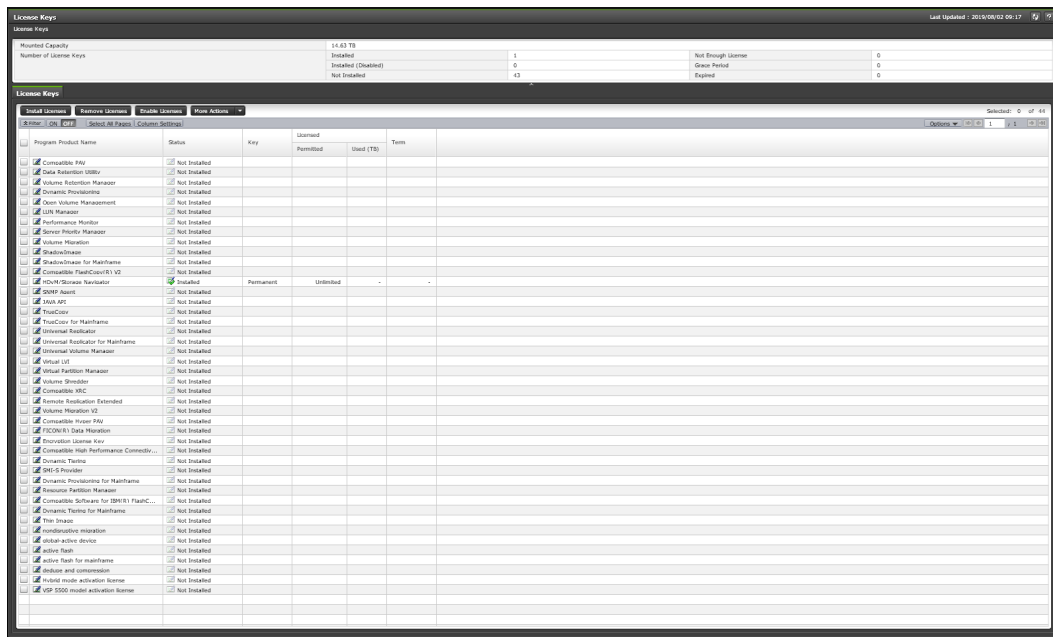 License Keys
Last Updated : 2019/08/02 09:17
License Keys
Mounted Capacity 14.63 TB
Number of License Keys Installed 1 Not Enough License 0
Installed (Disabled) 0 Grace Period 0
Not Installed 43 Expired 0
License Keys
Install Licenses Remove Licenses Enable Licenses More Actions Selected: 0 of 44
Filter ON OFF Select All Pages Column Settings Options 1 / 1
Program Product Name Status Key Licensed Term
Permitted Used (TB)
Compatible PAV Not Installed
Data Retention Utility Not Installed
Volume Retention Manager Not Installed
Dynamic Provisioning Not Installed
Open Volume Management Not Installed
LUN Manager Not Installed
Performance Monitor Not Installed
Server Priority Manager Not Installed
Volume Migration Not Installed
ShadowImage Not Installed
ShadowImage for Mainframe Not Installed
Compatible FlashCopy(R) V2 Not Installed
HDvM/Storage Navigator Installed Permanent Unlimited - -
SNMP Agent Not Installed
JAVA API Not Installed
TrueCopy Not Installed
TrueCopy for Mainframe Not Installed
Universal Replicator Not Installed
Universal Replicator for Mainframe Not Installed
Universal Volume Manager Not Installed
Virtual LVI Not Installed
Virtual Partition Manager Not Installed
Volume Shredder Not Installed
Compatible XRC Not Installed
Remote Replication Extended Not Installed
Volume Migration V2 Not Installed
Compatible Hyper PAV Not Installed
FICON(R) Data Migration Not Installed
Encryption License Key Not Installed
Compatible High Performance Connectiv... Not Installed
Dynamic Tiering Not Installed
SMI-S Provider Not Installed
Dynamic Provisioning for Mainframe Not Installed
Resource Partition Manager Not Installed
Compatible Software for IBM(R) FlashC... Not Installed
Dynamic Tiering for Mainframe Not Installed
Thin Image Not Installed
nondisruptive migration Not Installed
global-active device Not Installed
active flash Not Installed
active flash for mainframe Not Installed
dedupe and compression Not Installed
Hybrid mode activation license Not Installed
VSP 5500 model activation license Not Installed